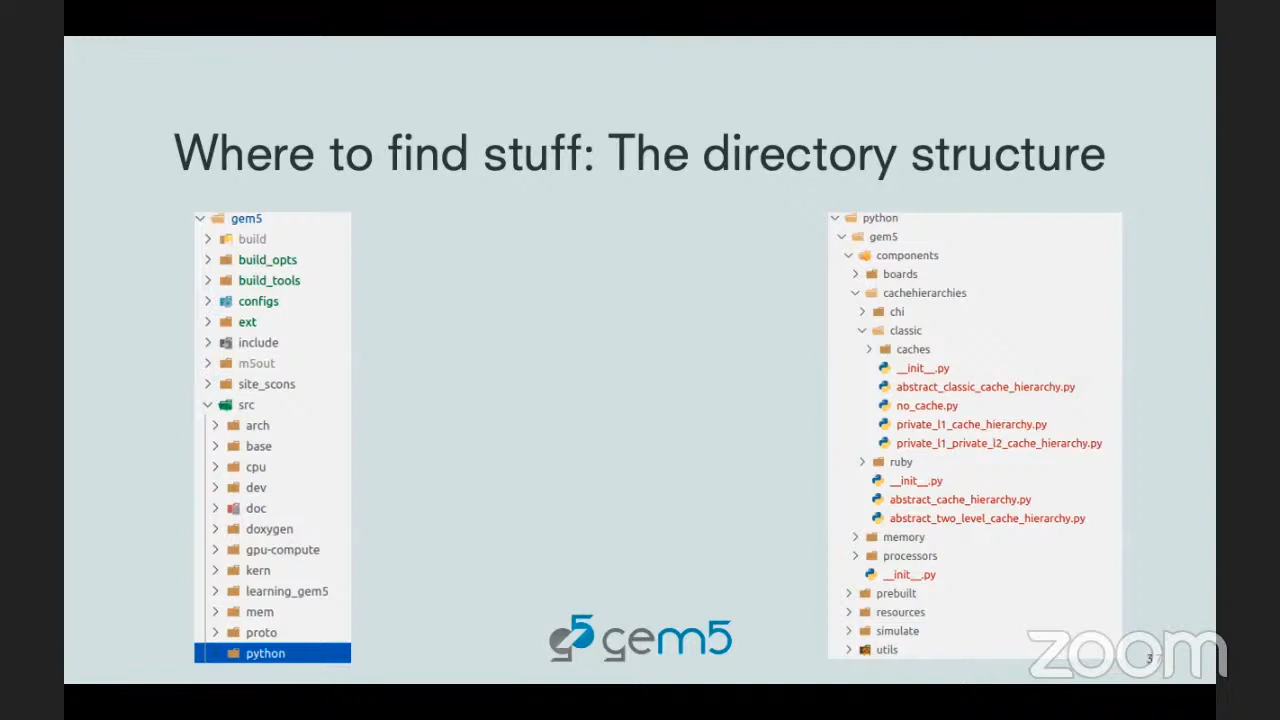 Where to find stuff: The directory structure
gem5
build
build_opts
build_tools
configs
ext
include
m5out
site_scons
src
arch
base
cpu
dev
doc
doxygen
gpu-compute
kern
learning_gem5
mem
proto
python
python
gem5
components
boards
cachehierarchies
chi
classic
caches
__init__.py
abstract_classic_cache_hierarchy.py
no_cache.py
private_l1_cache_hierarchy.py
private_l1_private_l2_cache_hierarchy.py
ruby
__init__.py
abstract_cache_hierarchy.py
abstract_two_level_cache_hierarchy.py
memory
processors
__init__.py
prebuilt
resources
simulate
utils
g5 gem5
zoom